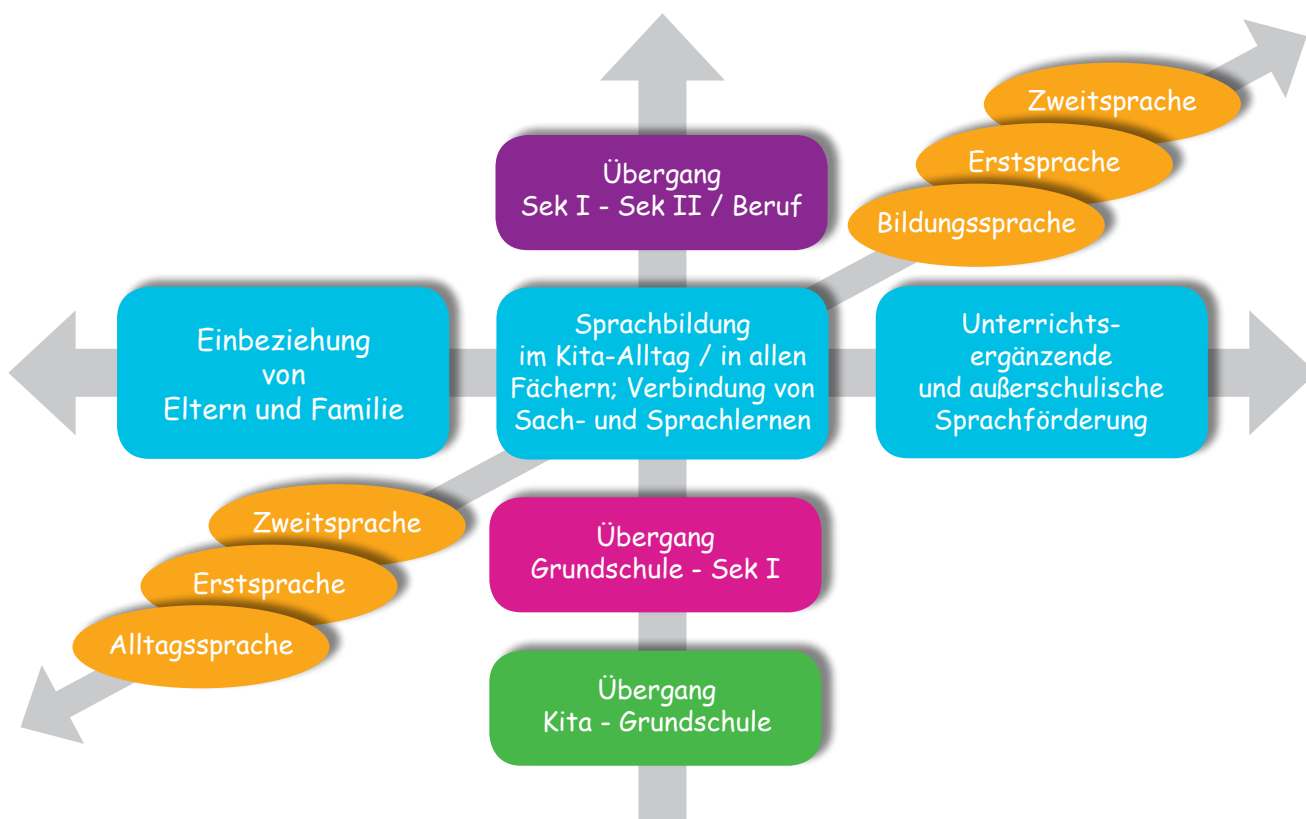 Zweitsprache
Erstsprache
Bildungssprache
Übergang
Sek I - Sek II / Beruf
Einbeziehung
von
Eltern und Familie
Sprachbildung
im Kita-Alltag / in allen
Fächern; Verbindung von
Sach- und Sprachlernen
Unterrichts-
ergänzende
und außerschulische
Sprachförderung
Zweitsprache
Erstsprache
Alltagssprache
Übergang
Grundschule - Sek I
Übergang
Kita - Grundschule